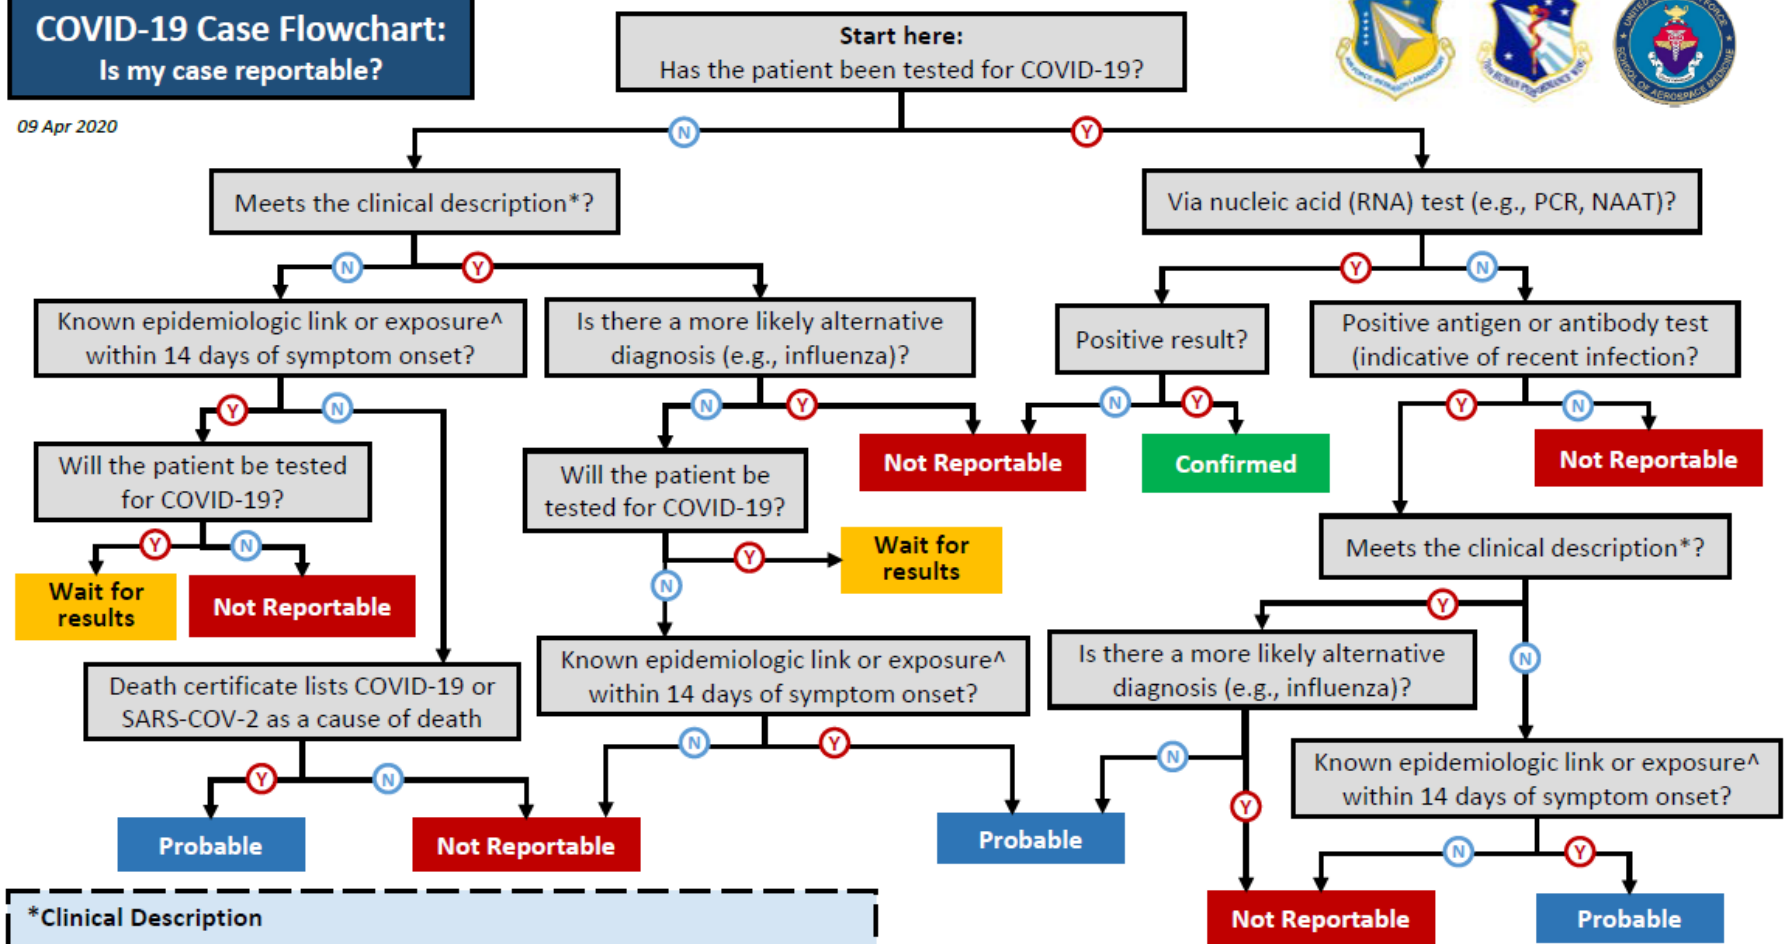 COVID-19 Case Flowchart:
Is my case reportable?
09 Apr 2020
Start here:
Has the patient been tested for COVID-19?
N
Y
Meets the clinical description*?
Via nucleic acid (RNA) test (e.g., PCR, NAAT)?
N
Y
Y
N
Known epidemiologic link or exposure^
within 14 days of symptom onset?
Is there a more likely alternative
diagnosis (e.g., influenza)?
Positive result?
Positive antigen or antibody test
(indicative of recent infection?
Y
N
N
Y
N
Y
Y
N
Will the patient be tested
for COVID-19?
Will the patient be
tested for COVID-19?
Not Reportable
Confirmed
Not Reportable
Y
N
Y
N
Wait for
results
Not Reportable
Wait for
results
Meets the clinical description*?
Y
N
Death certificate lists COVID-19 or
SARS-COV-2 as a cause of death
Known epidemiologic link or exposure^
within 14 days of symptom onset?
Is there a more likely alternative
diagnosis (e.g., influenza)?
Known epidemiologic link or exposure^
within 14 days of symptom onset?
Y
N
N
Y
N
Y
N
Y
Probable
Not Reportable
Probable
Not Reportable
Probable
*Clinical Description